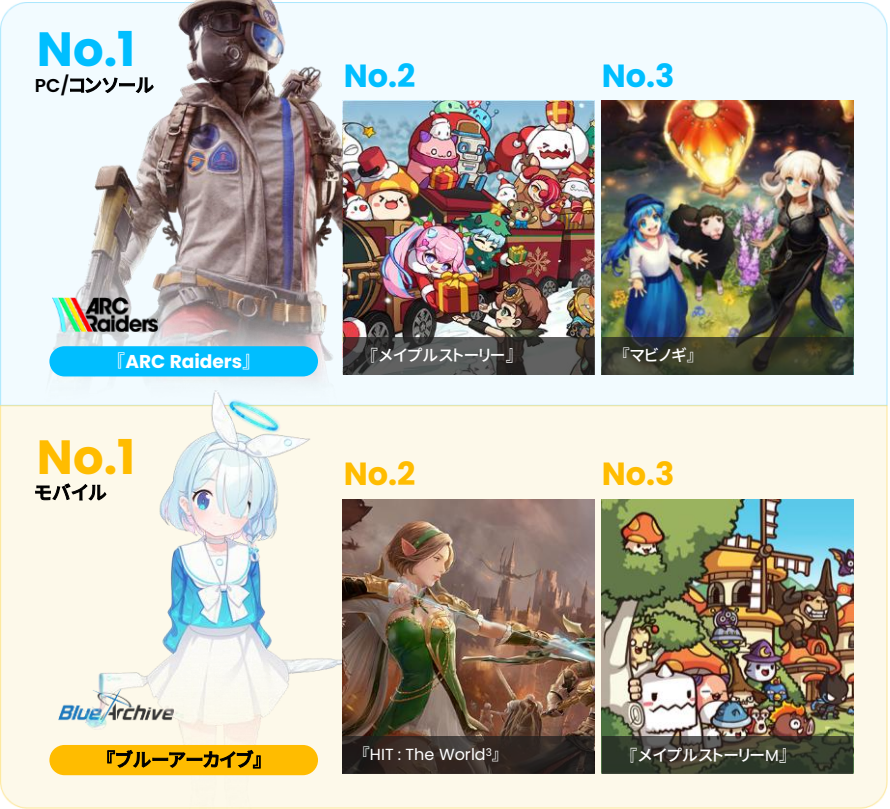 No.1
PC/コンソール
No.2
No.3
ARC
Raiders
『ARC Raiders』
『メイプルストーリー』
『マビノギ』
No.1
モバイル
No.2
No.3
Blue Archive
『ブルーアーカイブ』
『HIT : The World³』
『メイプルストーリーM』